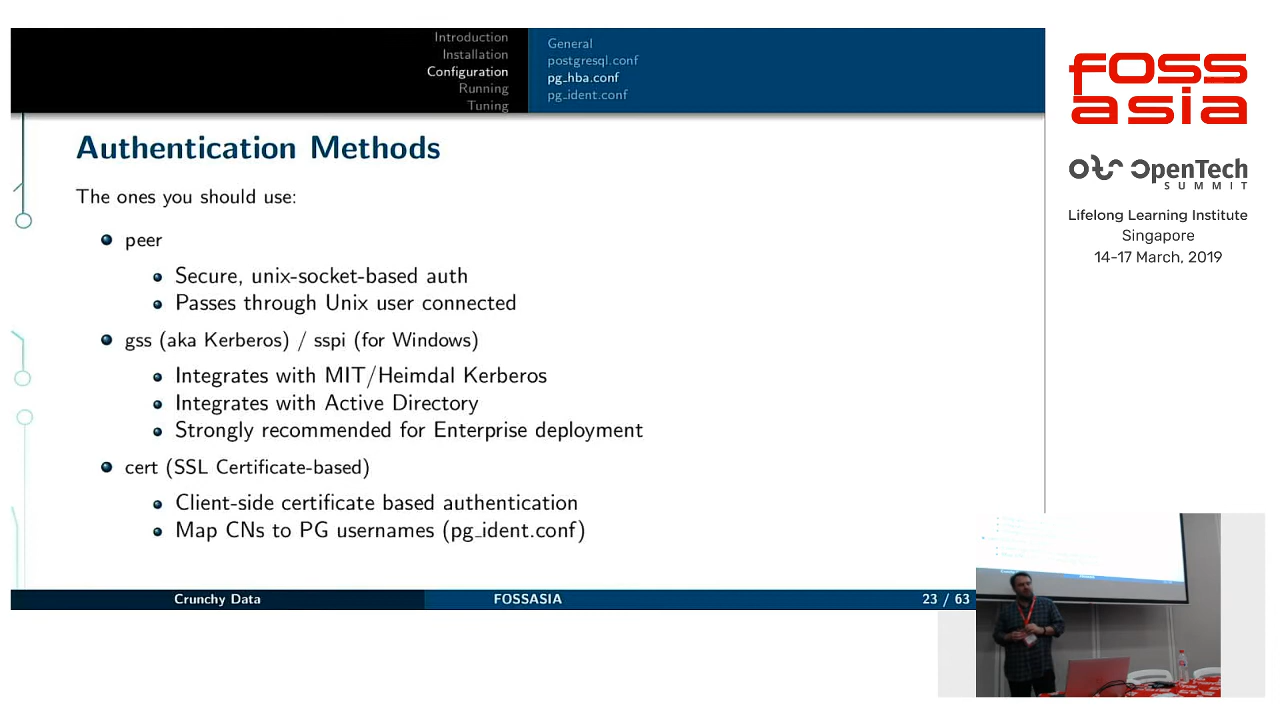 Introduction
Installation
Configuration
Running
Tuning
General
postgresql.conf
pg_hba.conf
pg_ident.conf
Authentication Methods
The ones you should use:
peer
Secure, unix-socket-based auth
Passes through Unix user connected
gss (aka Kerberos) / sspi (for Windows)
Integrates with MIT/Heimdal Kerberos
Integrates with Active Directory
Strongly recommended for Enterprise deployment
cert (SSL Certificate-based)
Client-side certificate based authentication
Map CNs to PG usernames (pg_ident.conf)
Crunchy Data
FOSSASIA
23 / 63
foss
asia
OpenTech
SUMMIT
Lifelong Learning Institute
Singapore
14-17 March, 2019